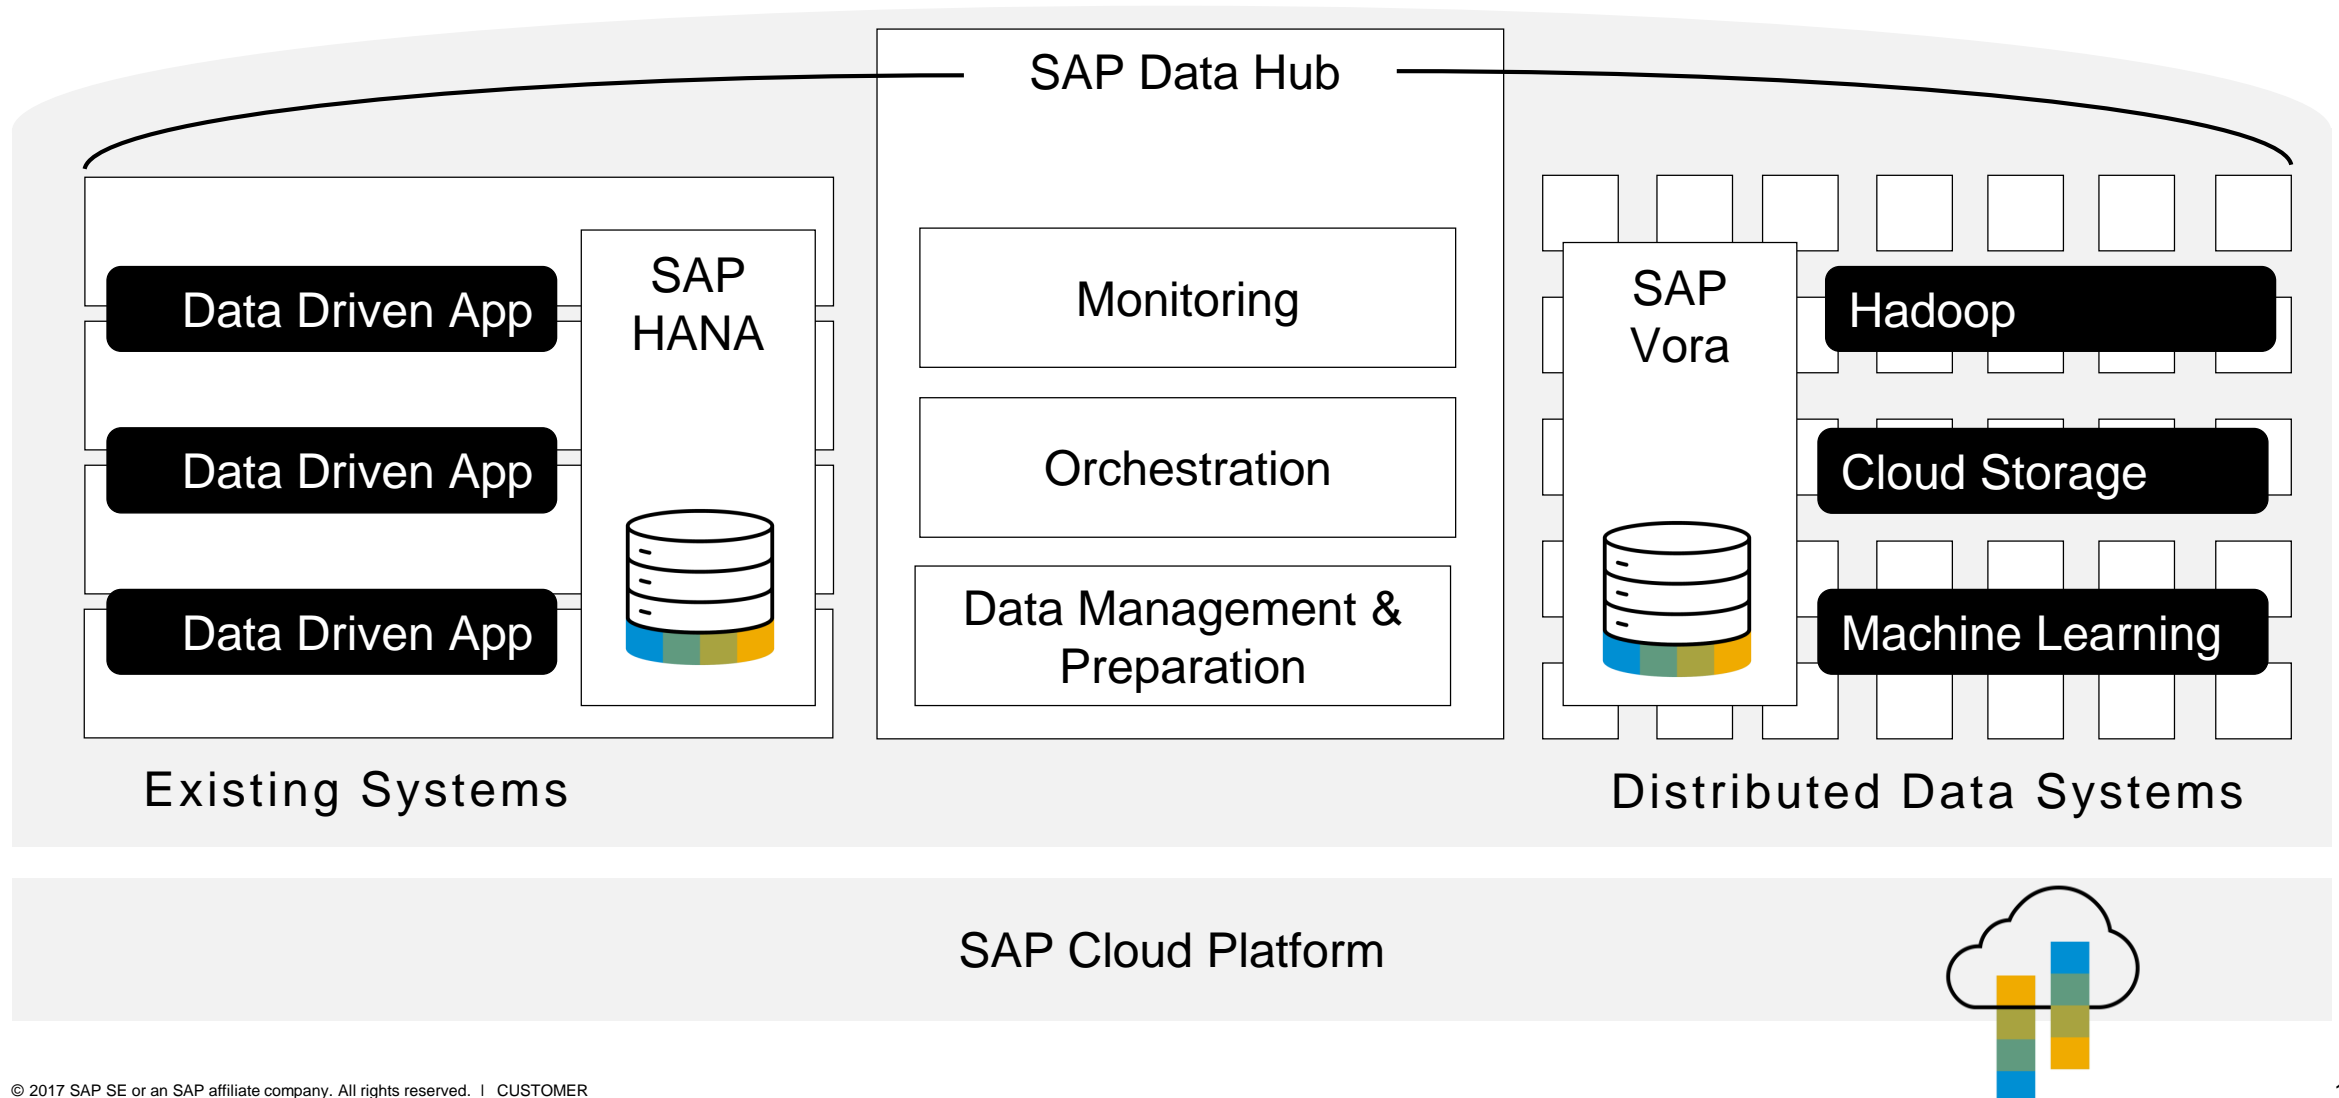 SAP Data Hub
Data Driven App
Data Driven App
Data Driven App
SAP
HANA
Monitoring
Orchestration
Data Management &
Preparation
SAP
Vora
Hadoop
Cloud Storage
Machine Learning
Existing Systems
Distributed Data Systems
SAP Cloud Platform
© 2017 SAP SE or an SAP affiliate company. All rights reserved. | CUSTOMER